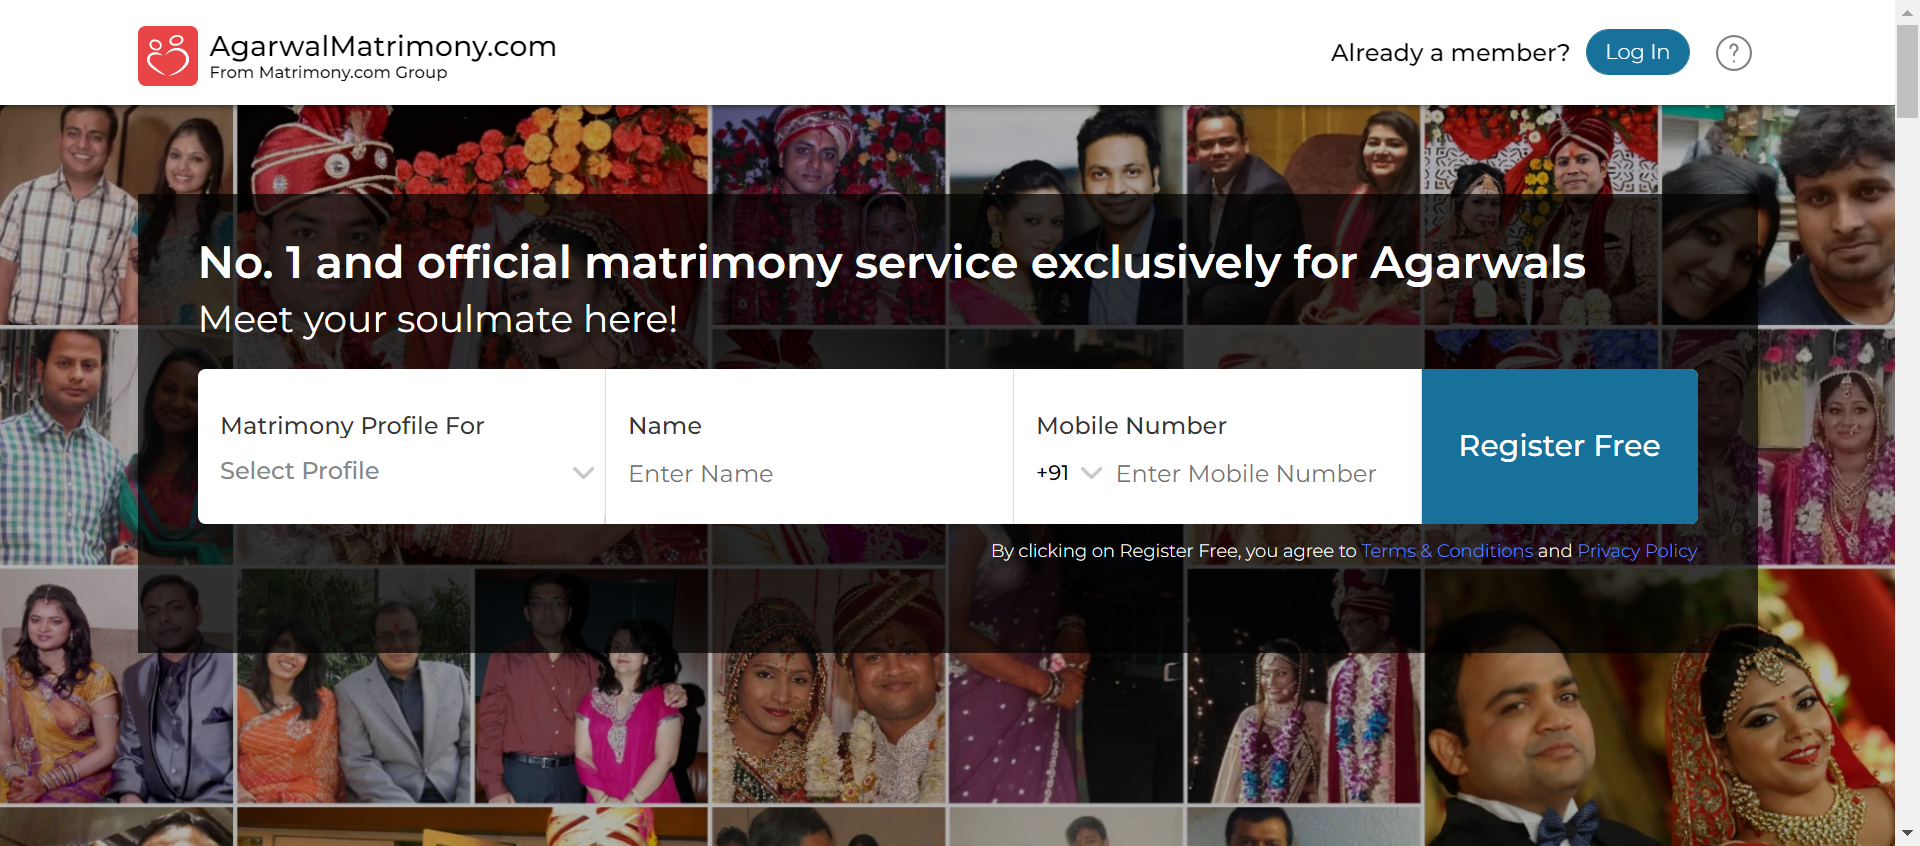 AgarwalMatrimony.com
From Matrimony.com Group
Already a member?
Log In
?
No. 1 and official matrimony service exclusively for Agarwals
Meet your soulmate here!
Matrimony Profile For
Select Profile
Name
Enter Name
Mobile Number
+91
Enter Mobile Number
Register Free
By clicking on Register Free, you agree to Terms & Conditions and Privacy Policy